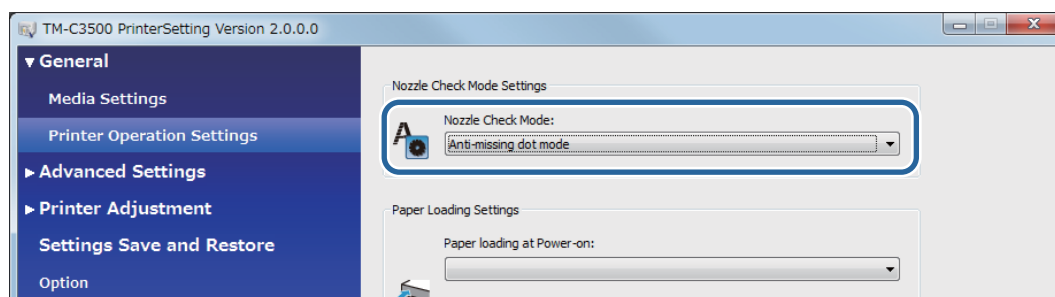 TM-C3500 PrinterSetting Version 2.0.0.0
General
Media Settings
Printer Operation Settings
Advanced Settings
Printer Adjustment
Settings Save and Restore
Option
Nozzle Check Mode Settings
Nozzle Check Mode:
Anti-missing dot mode
Paper Loading Settings
Paper loading at Power-on: